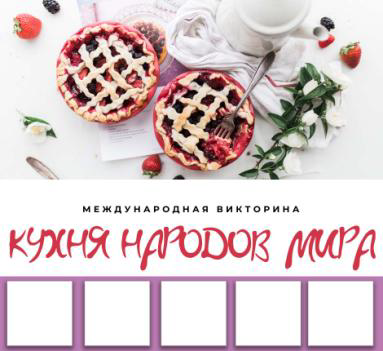 МЕЖДУНАРОДНАЯ ВИКТОРИНА
КУХНЯ НАРОДОВ МИРА